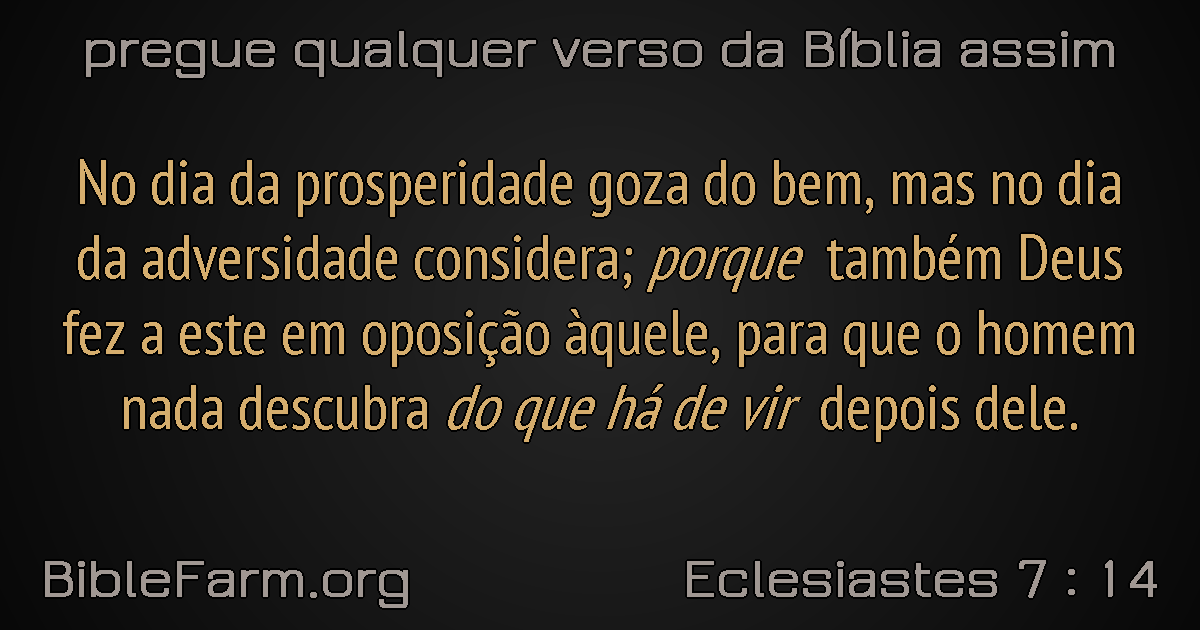 pregue qualquer verso da Bíblia assim
No dia da prosperidade goza do bem, mas no dia
da adversidade considera; porque também Deus
fez a este em oposição àquele, para que o homem
nada descubra do que há de vir depois dele.
BibleFarm.org
Eclesiastes 7 : 14